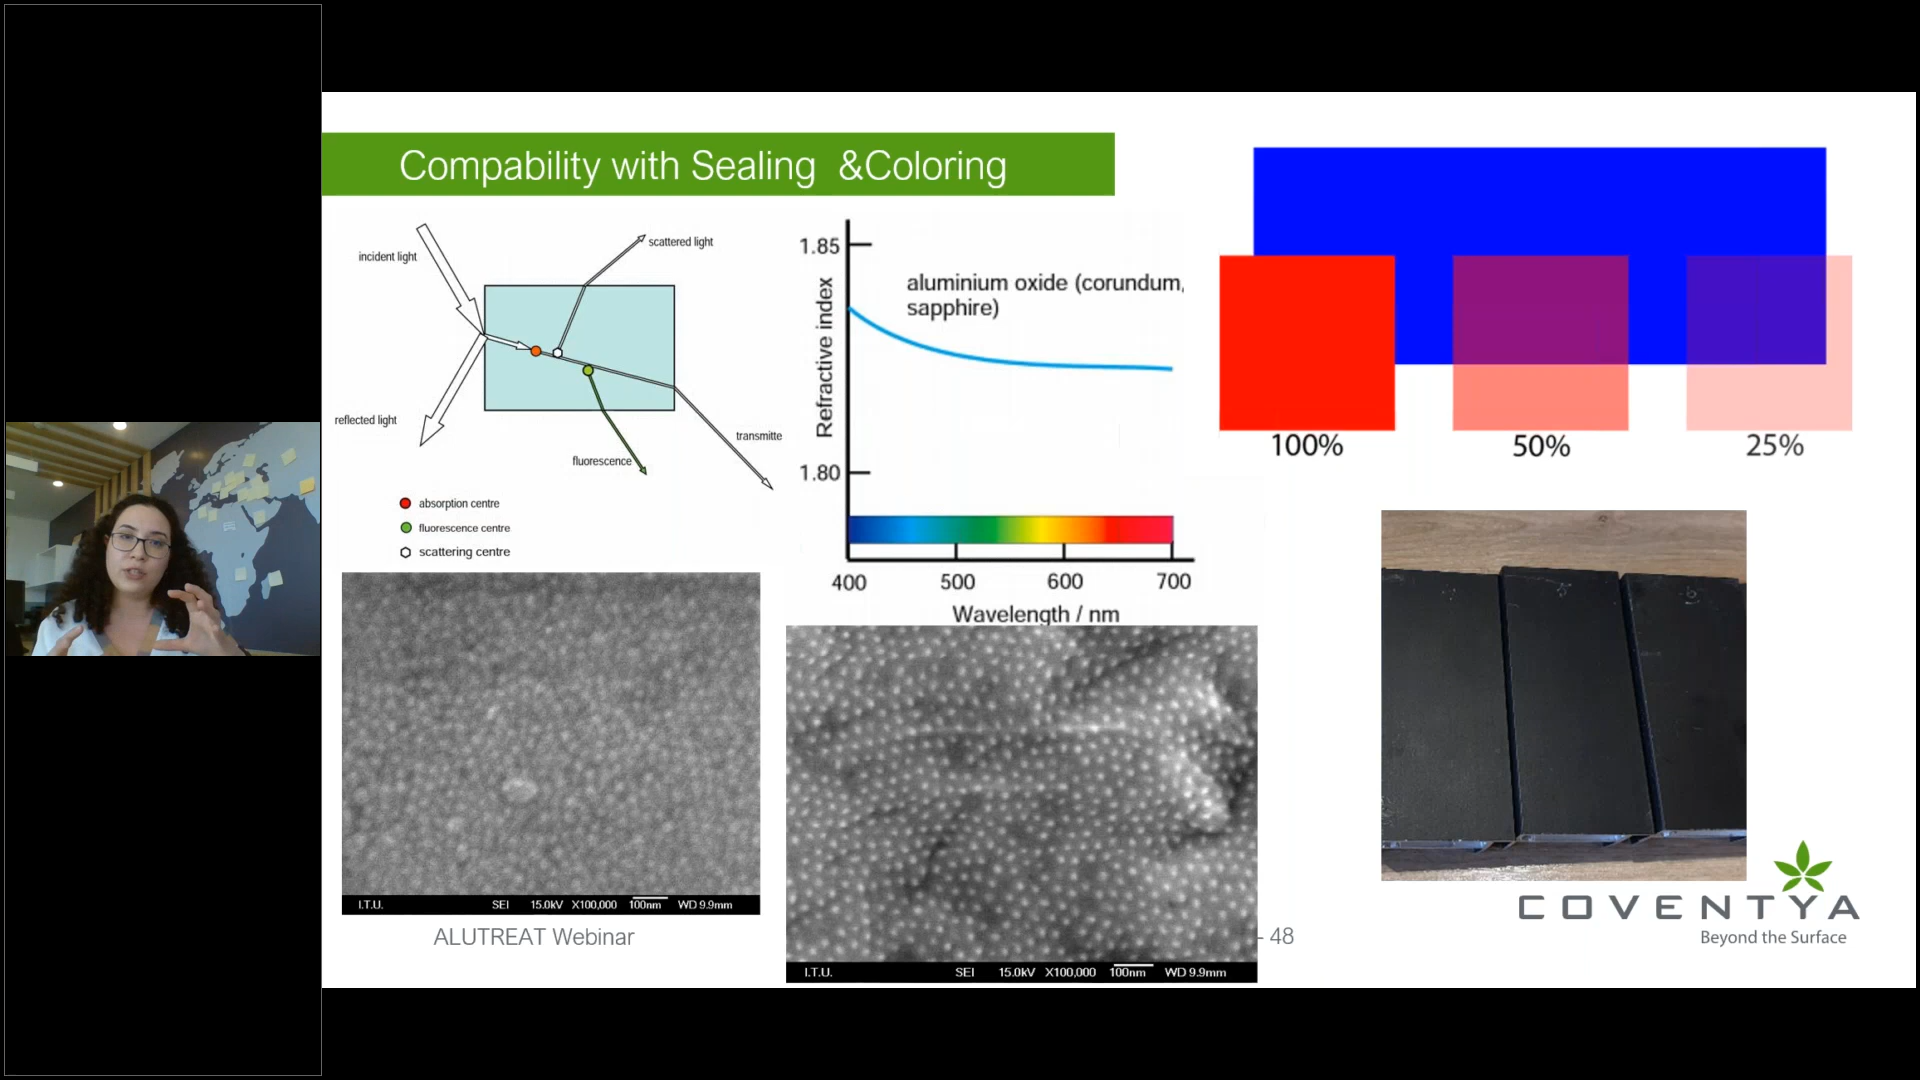 Compability with Sealing &Coloring
incident light
scattered light
reflected light
transmitte
fluorescence
absorption centre
fluorescence centre
scattering centre
1.85
aluminium oxide (corundum,
sapphire)
Refractive index
1.80
400 500 600 700
Wavelength / nm
100% 50% 25%
I.T.U. SEI 15.0kV X100,000 100nm WD 9.9mm
I.T.U. SEI 15.0kV X100,000 100nm WD 9.9mm
ALUTREAT Webinar
- 48
COVENTYA
Beyond the Surface